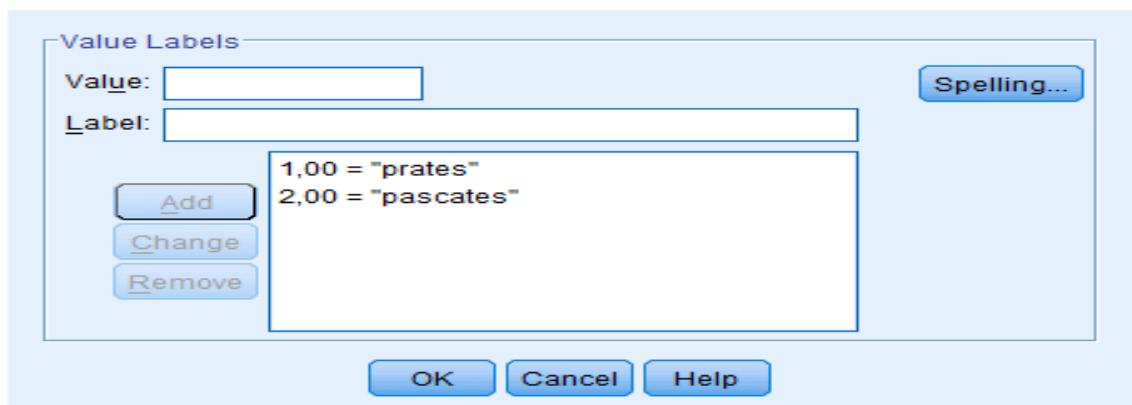 Value Labels
Value:
Spelling...
Label:
1,00 = "prates"
2,00 = "pascates"
Add
Change
Remove
OK Cancel Help